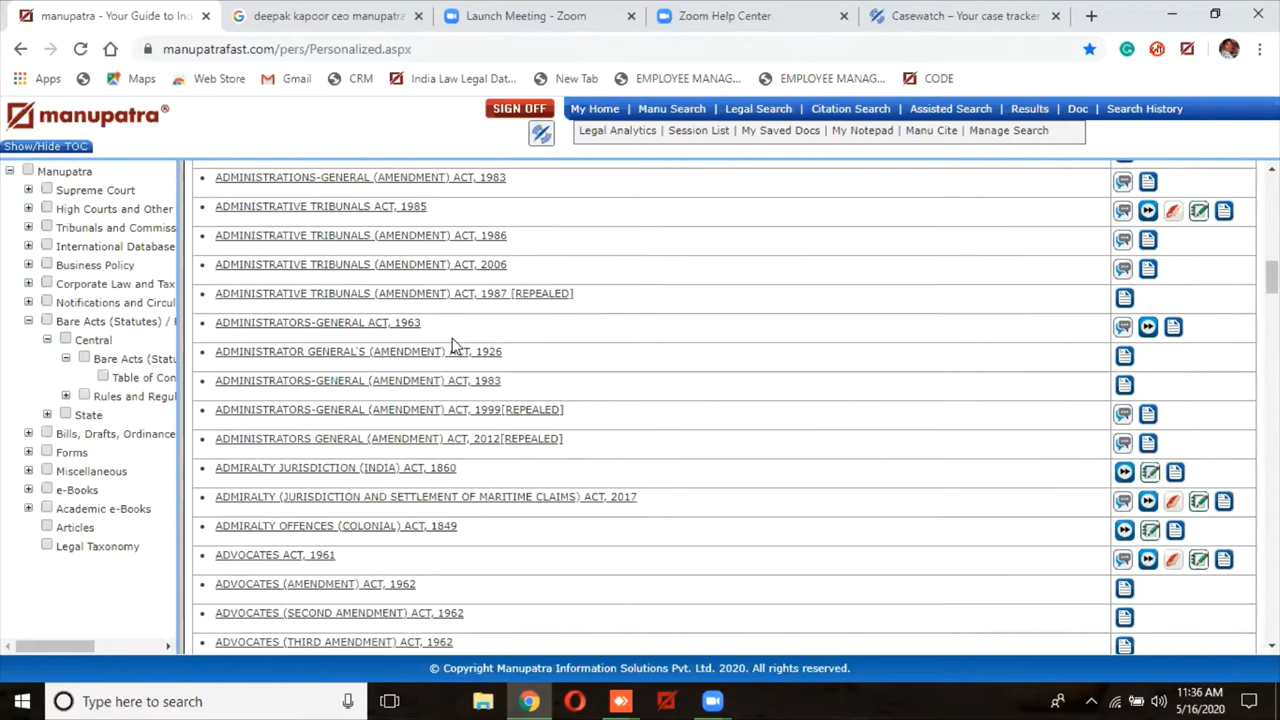 manupatra - Your Guide to Ind
deepak kapoor ceo manupatra
Launch Meeting - Zoom
Zoom Help Center
Casewatch – Your case tracker
manupatrafast.com/pers/Personalized.aspx
Apps
Maps
Web Store
Gmail
CRM
India Law Legal Dat...
New Tab
EMPLOYEE MANAG...
EMPLOYEE MANAG...
CODE
manupatra®
SIGN OFF
My Home | Manu Search | Legal Search | Citation Search | Assisted Search | Results | Doc | Search History
Legal Analytics | Session List | My Saved Docs | My Notepad | Manu Cite | Manage Search
Show/Hide TOC
Manupatra
Supreme Court
High Courts and Other
Tribunals and Commiss
International Database
Business Policy
Corporate Law and Tax
Notifications and Circul
Bare Acts (Statutes) / R
Central
Bare Acts (Statu
Table of Con
Rules and Regul
State
Bills, Drafts, Ordinance
Forms
Miscellaneous
e-Books
Academic e-Books
Articles
Legal Taxonomy
ADMINISTRATIONS-GENERAL (AMENDMENT) ACT, 1983
ADMINISTRATIVE TRIBUNALS ACT, 1985
ADMINISTRATIVE TRIBUNALS (AMENDMENT) ACT, 1986
ADMINISTRATIVE TRIBUNALS (AMENDMENT) ACT, 2006
ADMINISTRATIVE TRIBUNALS (AMENDMENT) ACT, 1987 [REPEALED]
ADMINISTRATORS-GENERAL ACT, 1963
ADMINISTRATOR GENERAL'S (AMENDMENT) ACT, 1926
ADMINISTRATORS-GENERAL (AMENDMENT) ACT, 1983
ADMINISTRATORS-GENERAL (AMENDMENT) ACT, 1999[REPEALED]
ADMINISTRATORS GENERAL (AMENDMENT) ACT, 2012[REPEALED]
ADMIRALTY JURISDICTION (INDIA) ACT, 1860
ADMIRALTY (JURISDICTION AND SETTLEMENT OF MARITIME CLAIMS) ACT, 2017
ADMIRALTY OFFENCES (COLONIAL) ACT, 1849
ADVOCATES ACT, 1961
ADVOCATES (AMENDMENT) ACT, 1962
ADVOCATES (SECOND AMENDMENT) ACT, 1962
ADVOCATES (THIRD AMENDMENT) ACT, 1962
© Copyright Manupatra Information Solutions Pvt. Ltd. 2020. All rights reserved.
Type here to search
11:36 AM
5/16/2020